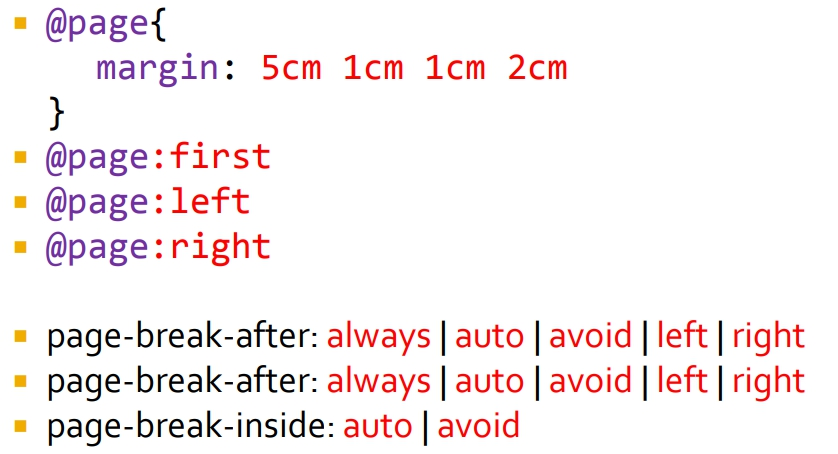 ▪ @page{
margin: 5cm 1cm 1cm 2cm
}
▪ @page:first
▪ @page:left
▪ @page:right
▪ page-break-after: always | auto | avoid | left | right
▪ page-break-after: always | auto | avoid | left | right
▪ page-break-inside: auto | avoid